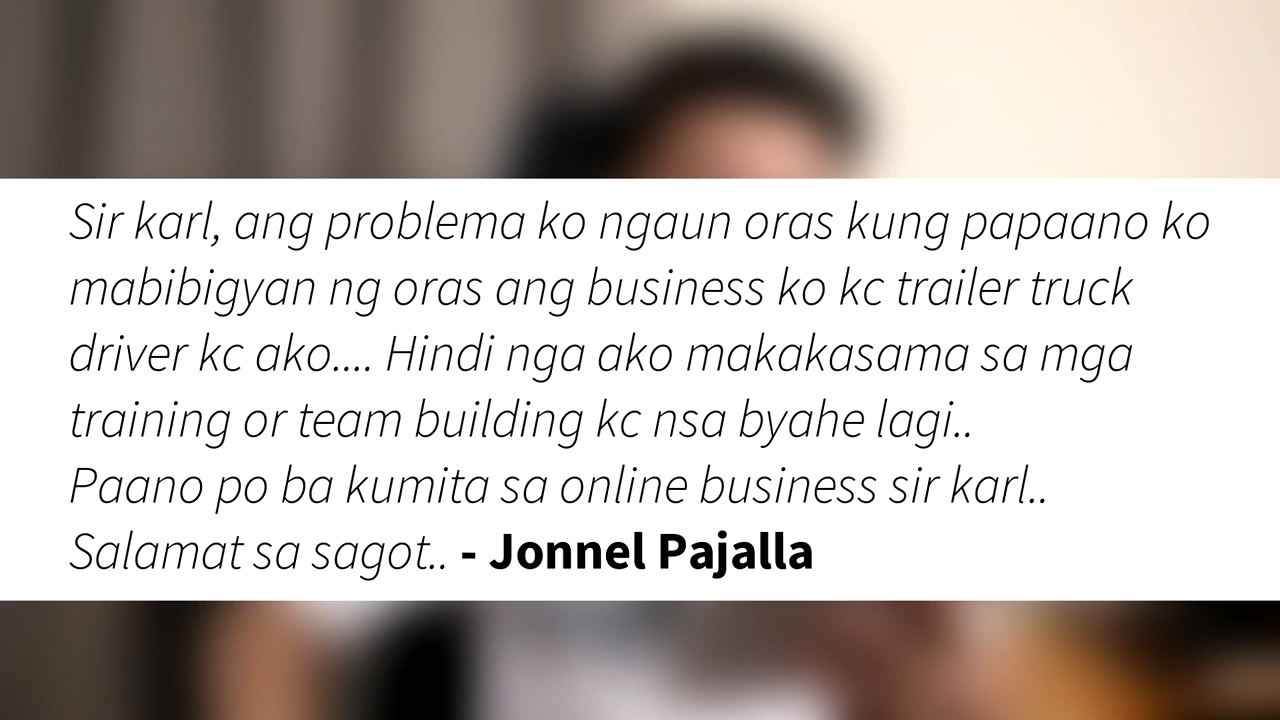 Sir karl, ang problema ko ngaun oras kung papaano ko
mabibigyan ng oras ang business ko kc trailer truck
driver kc ako.... Hindi nga ako makakasama sa mga
training or team building kc nsa byahe lagi..
Paano po ba kumita sa online business sir karl..
Salamat sa sagot.. - Jonnel Pajalla